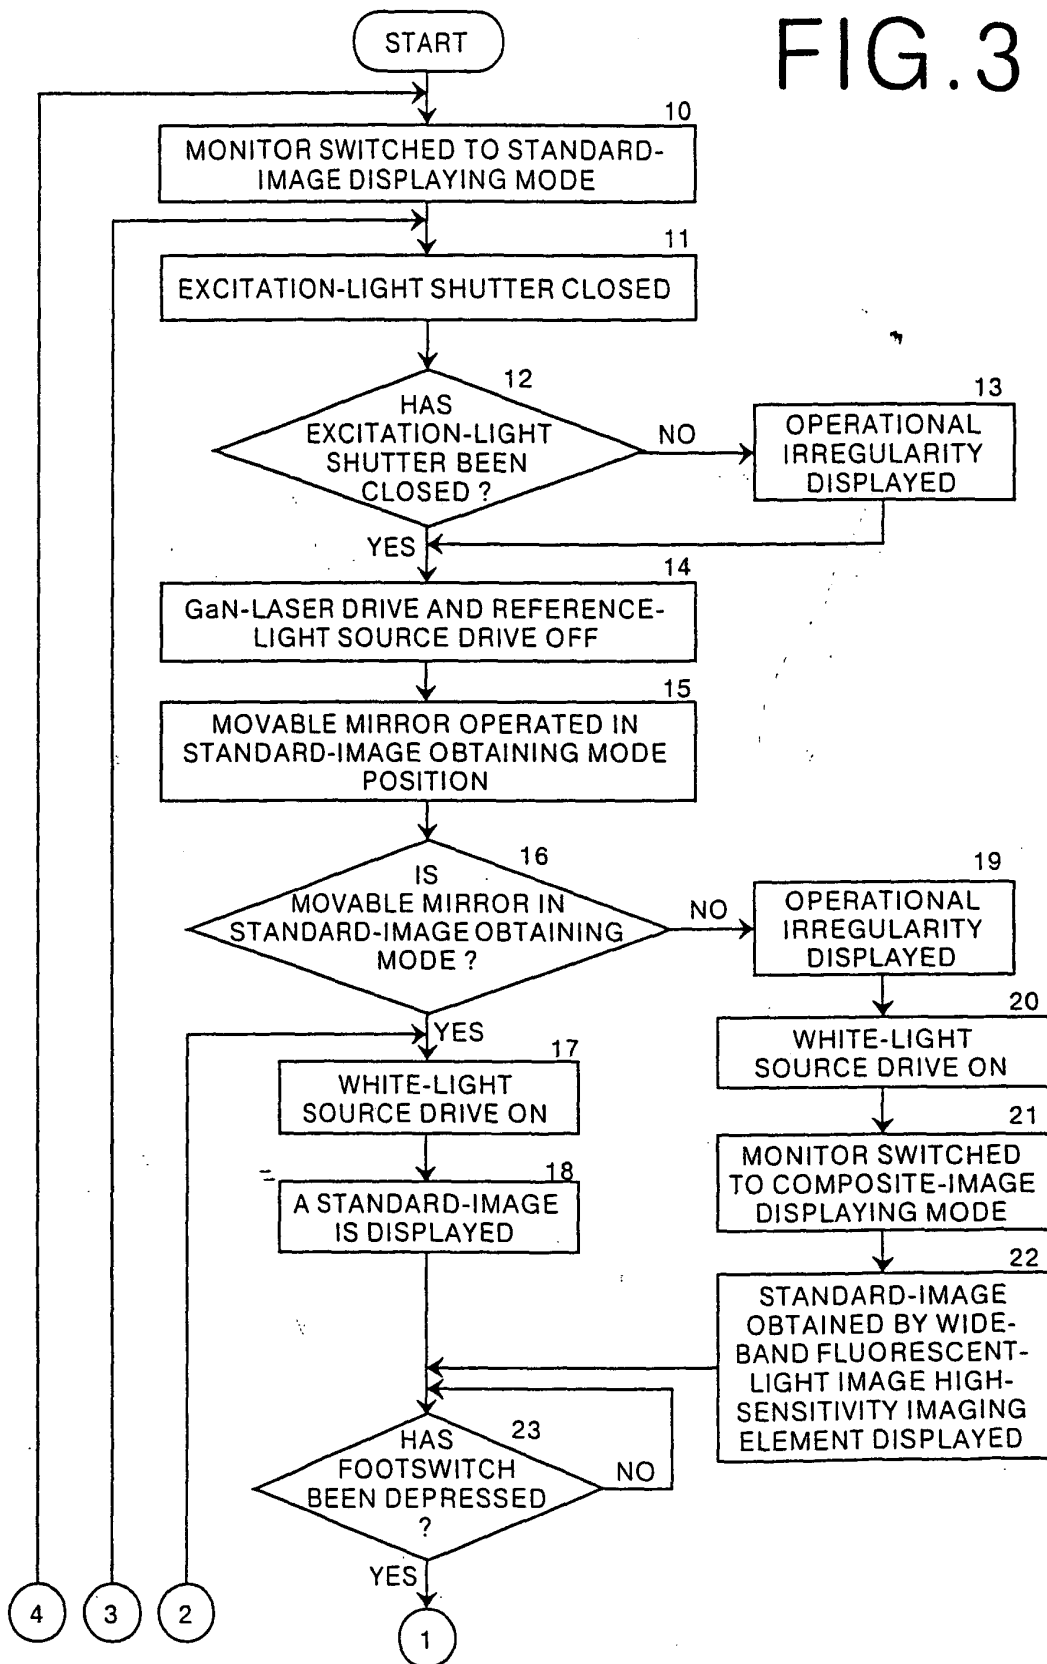 FIG.3
START
10
MONITOR SWITCHED TO STANDARD-
IMAGE DISPLAYING MODE
11
EXCITATION-LIGHT SHUTTER CLOSED
12
HAS
EXCITATION-LIGHT
SHUTTER BEEN
CLOSED ?
NO
13
OPERATIONAL
IRREGULARITY
DISPLAYED
YES
14
GaN-LASER DRIVE AND REFERENCE-
LIGHT SOURCE DRIVE OFF
15
MOVABLE MIRROR OPERATED IN
STANDARD-IMAGE OBTAINING MODE
POSITION
16
IS
MOVABLE MIRROR IN
STANDARD-IMAGE OBTAINING
MODE ?
NO
19
OPERATIONAL
IRREGULARITY
DISPLAYED
YES
17
WHITE-LIGHT
SOURCE DRIVE ON
18
A STANDARD-IMAGE
IS DISPLAYED
20
WHITE-LIGHT
SOURCE DRIVE ON
21
MONITOR SWITCHED
TO COMPOSITE-IMAGE
DISPLAYING MODE
22
STANDARD-IMAGE
OBTAINED BY WIDE-
BAND FLUORESCENT-
LIGHT IMAGE HIGH-
SENSITIVITY IMAGING
ELEMENT DISPLAYED
23
HAS
FOOTSWITCH
BEEN DEPRESSED
?
NO
YES
4
3
2
1